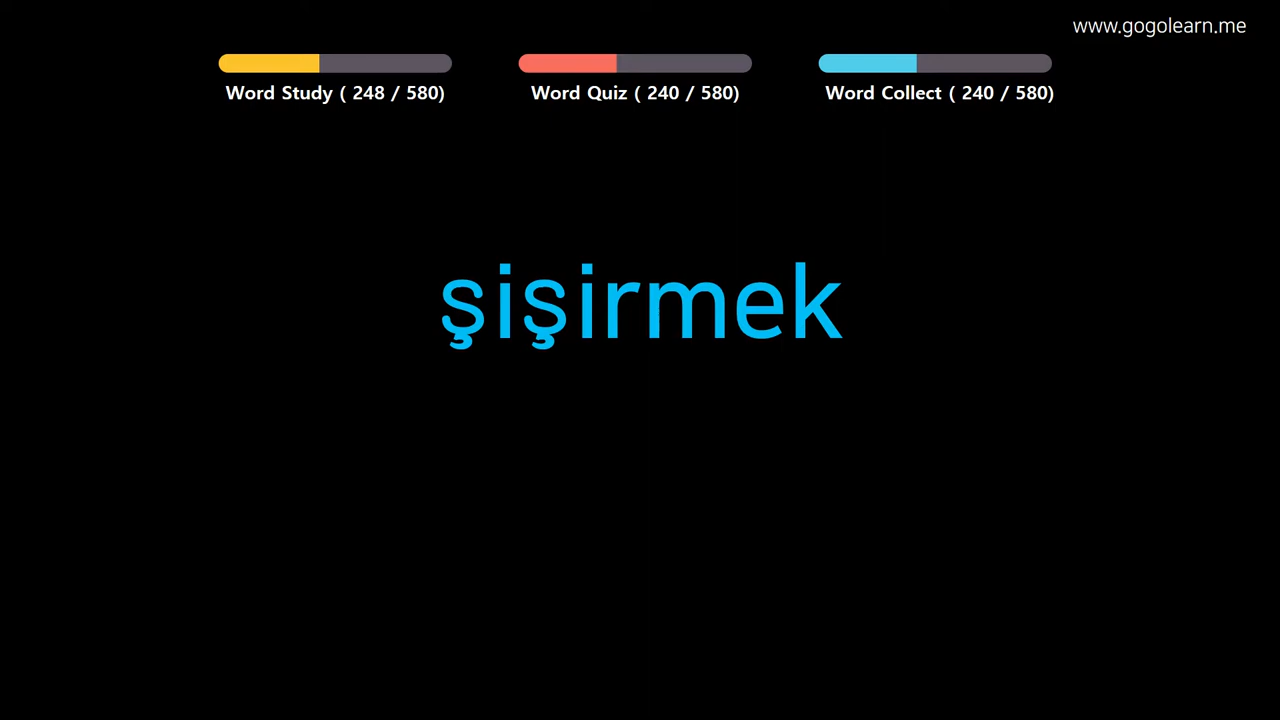 www.gogolearn.me
Word Study ( 248 / 580)
Word Quiz ( 240 / 580)
Word Collect ( 240 / 580)
şişirmek